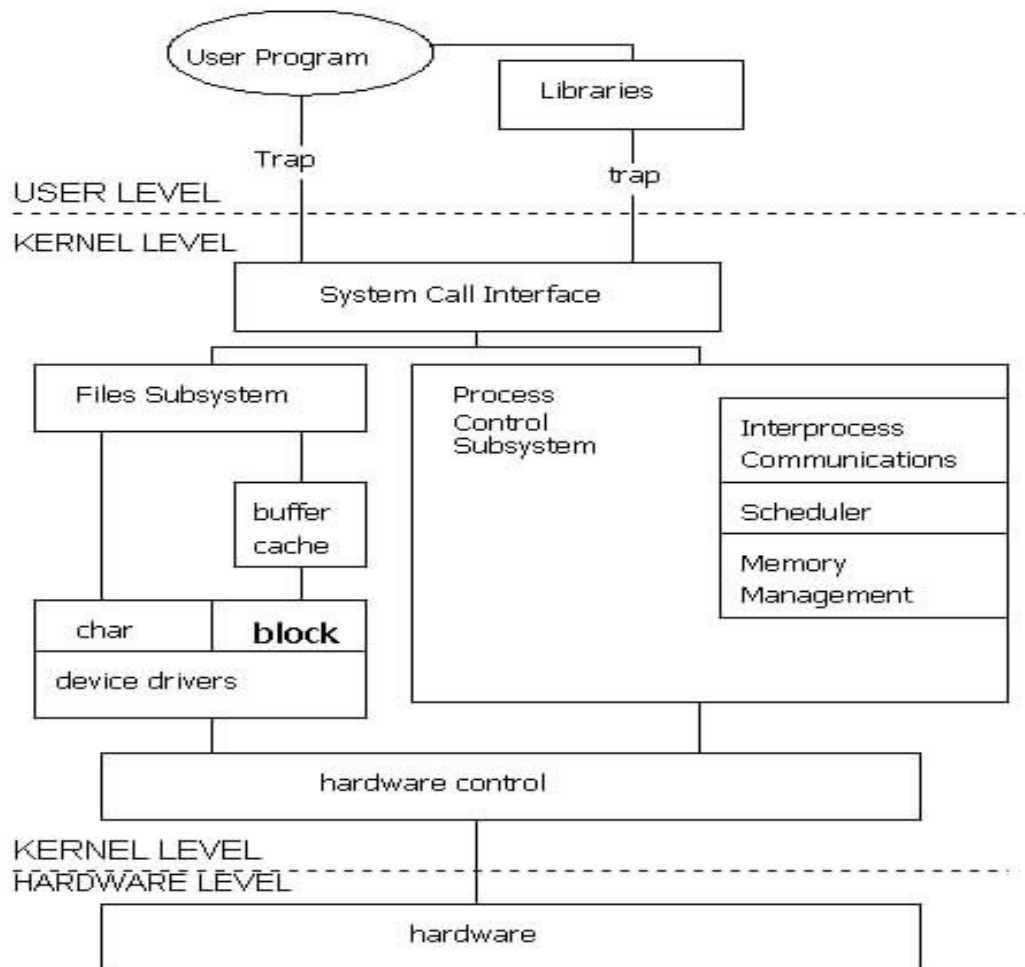 User Program
Libraries
Trap
trap
USER LEVEL
KERNEL LEVEL
System Call Interface
Files Subsystem
Process
Control
Subsystem
Interprocess
Communications
buffer
cache
Scheduler
Memory
Management
char
block
device drivers
hardware control
KERNEL LEVEL
HARDWARE LEVEL
hardware